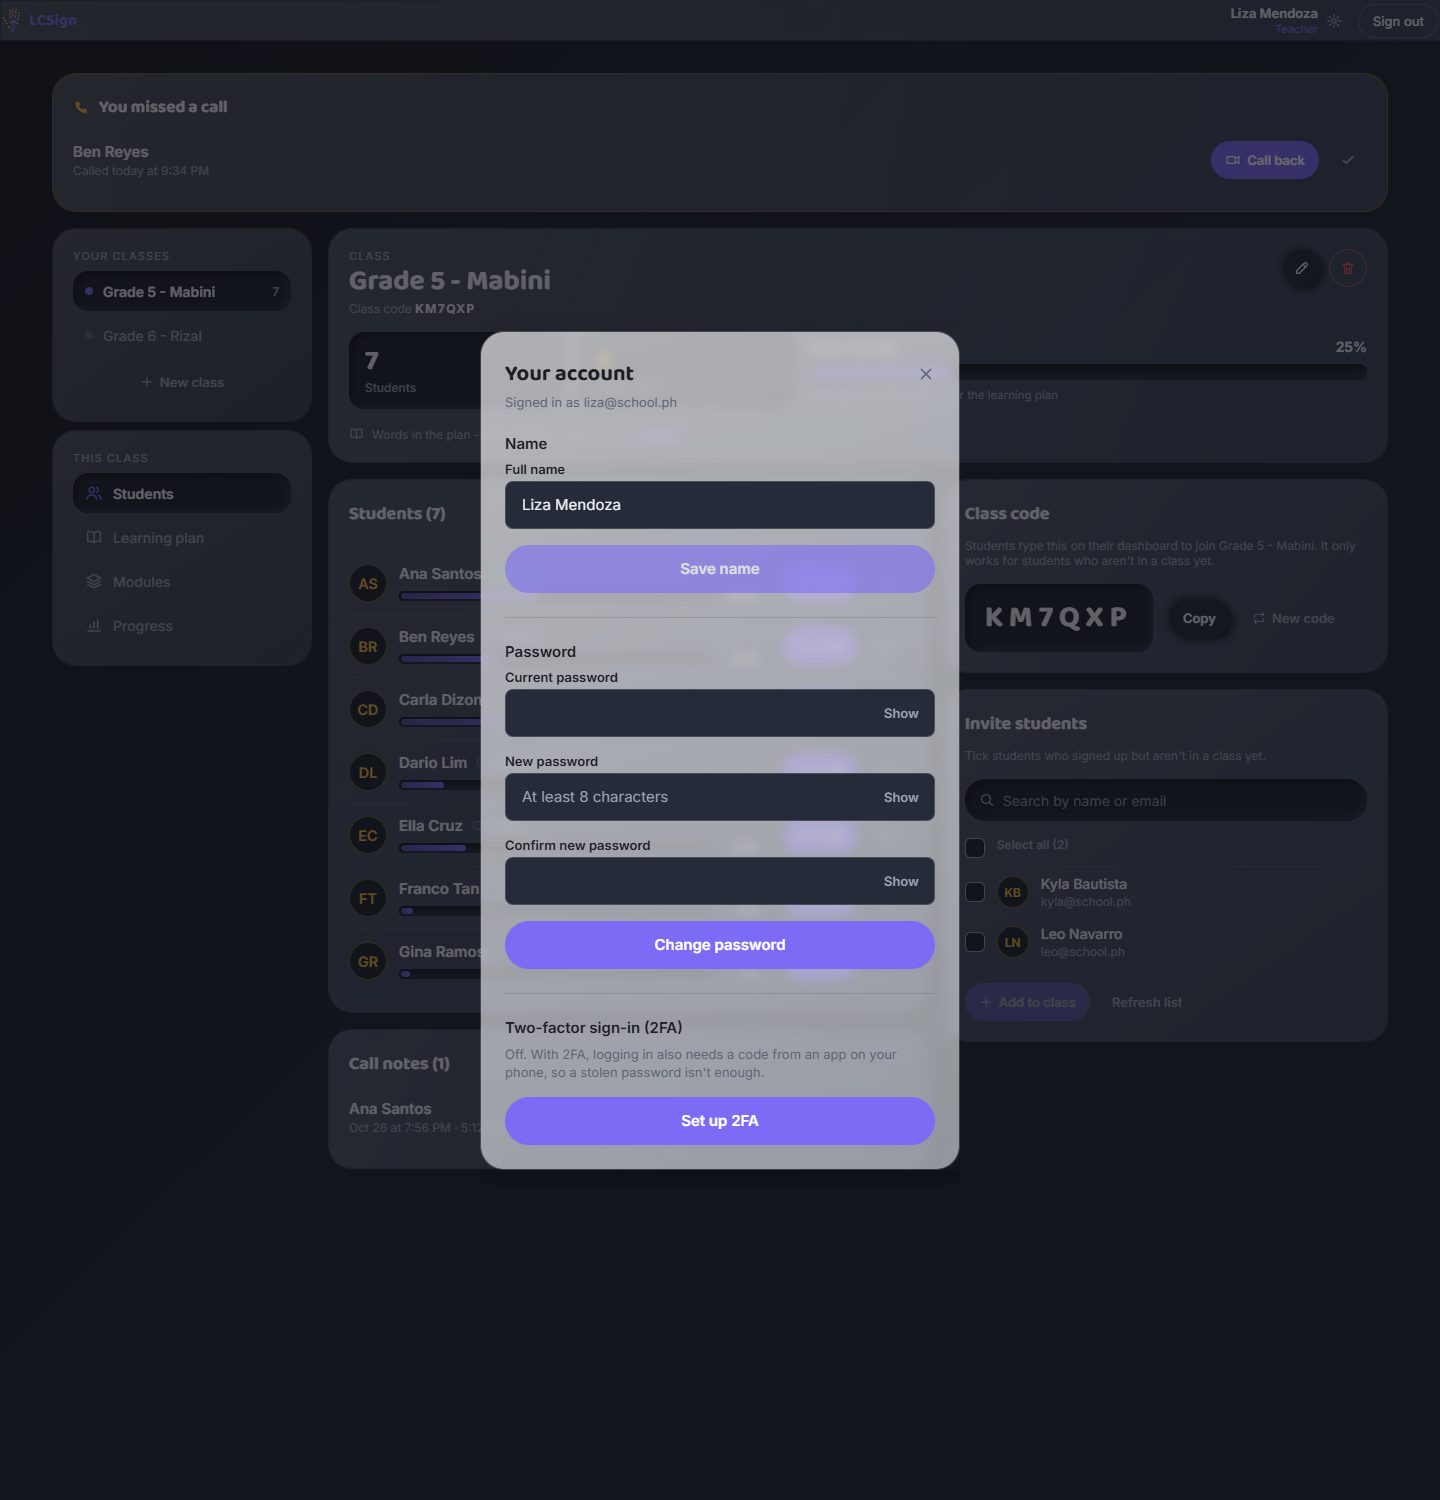 LCSign
Liza Mendoza
Teacher
Sign out
You missed a call
Ben Reyes
Called today at 9:34 PM
Call back
YOUR CLASSES
Grade 5 - Mabini
7
Grade 6 - Rizal
+ New class
THIS CLASS
Students
Learning plan
Modules
Progress
CLASS
Grade 5 - Mabini
Class code KM7QXP
7
Students
25%
the learning plan
Words in the plan -
Students (7)
AS
Ana Santos
BR
Ben Reyes
CD
Carla Dizon
DL
Dario Lim
EC
Ella Cruz
FT
Franco Tan
GR
Gina Ramos
Call notes (1)
Ana Santos
Oct 26 at 7:56 PM · 5:12
Your account
Signed in as liza@school.ph
Name
Full name
Liza Mendoza
Save name
Password
Current password
Show
New password
At least 8 characters
Show
Confirm new password
Show
Change password
Two-factor sign-in (2FA)
Off. With 2FA, logging in also needs a code from an app on your
phone, so a stolen password isn't enough.
Set up 2FA
Class code
Students type this on their dashboard to join Grade 5 - Mabini. It only
works for students who aren't in a class yet.
KM7QXP
Copy
New code
Invite students
Tick students who signed up but aren't in a class yet.
Search by name or email
Select all (2)
KB
Kyla Bautista
kyla@school.ph
LN
Leo Navarro
leo@school.ph
+ Add to class
Refresh list